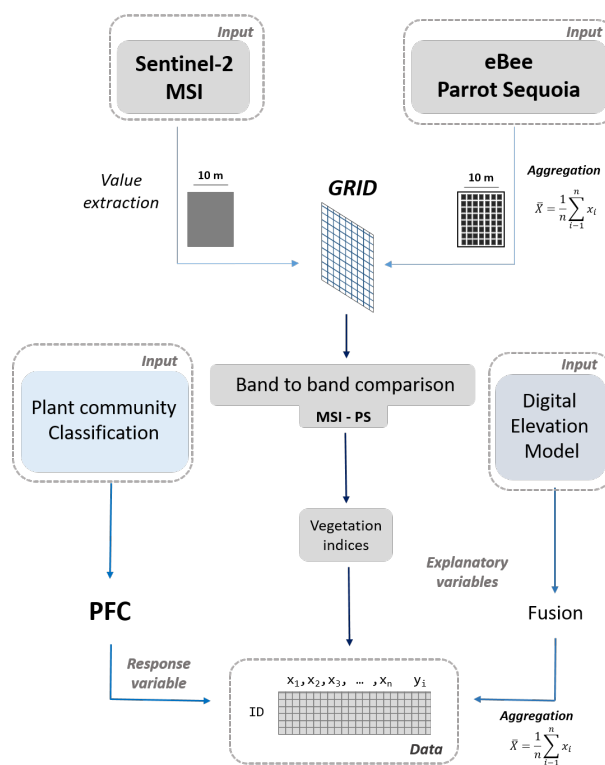 Input
Sentinel-2
MSI
Input
eBee
Parrot Sequoia
Value
extraction
10 m
GRID
10 m
Aggregation
X̄ = 1/n ∑ i−1 n xi
Input
Plant community
Classification
Band to band comparison
MSI - PS
Input
Digital
Elevation
Model
Vegetation
indices
Explanatory
variables
PFC
Fusion
Response
variable
x1,x2,x3, … ,xn yi
ID
Data
Aggregation
X̄ = 1/n ∑ i−1 n xi